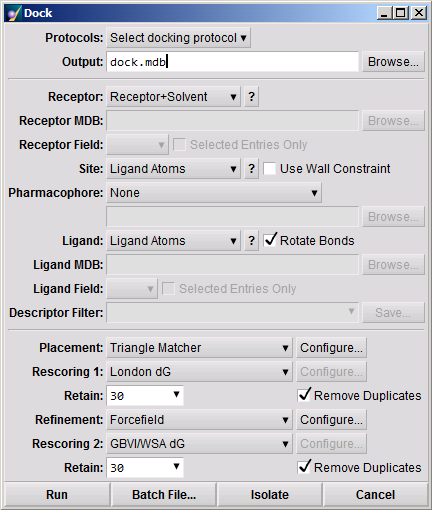 Dock
Protocols: Select docking protocol
Output: dock.mdb Browse...
Receptor: Receptor+Solvent ?
Receptor MDB: Browse...
Receptor Field: Selected Entries Only
Site: Ligand Atoms ? Use Wall Constraint
Pharmacophore: None
Browse...
Ligand: Ligand Atoms ? Rotate Bonds
Ligand MDB: Browse...
Ligand Field: Selected Entries Only
Descriptor Filter: Save...
Placement: Triangle Matcher Configure...
Rescoring 1: London dG Configure...
Retain: 30 Remove Duplicates
Refinement: Forcefield Configure...
Rescoring 2: GBVI/WSA dG Configure...
Retain: 30 Remove Duplicates
Run Batch File... Isolate Cancel